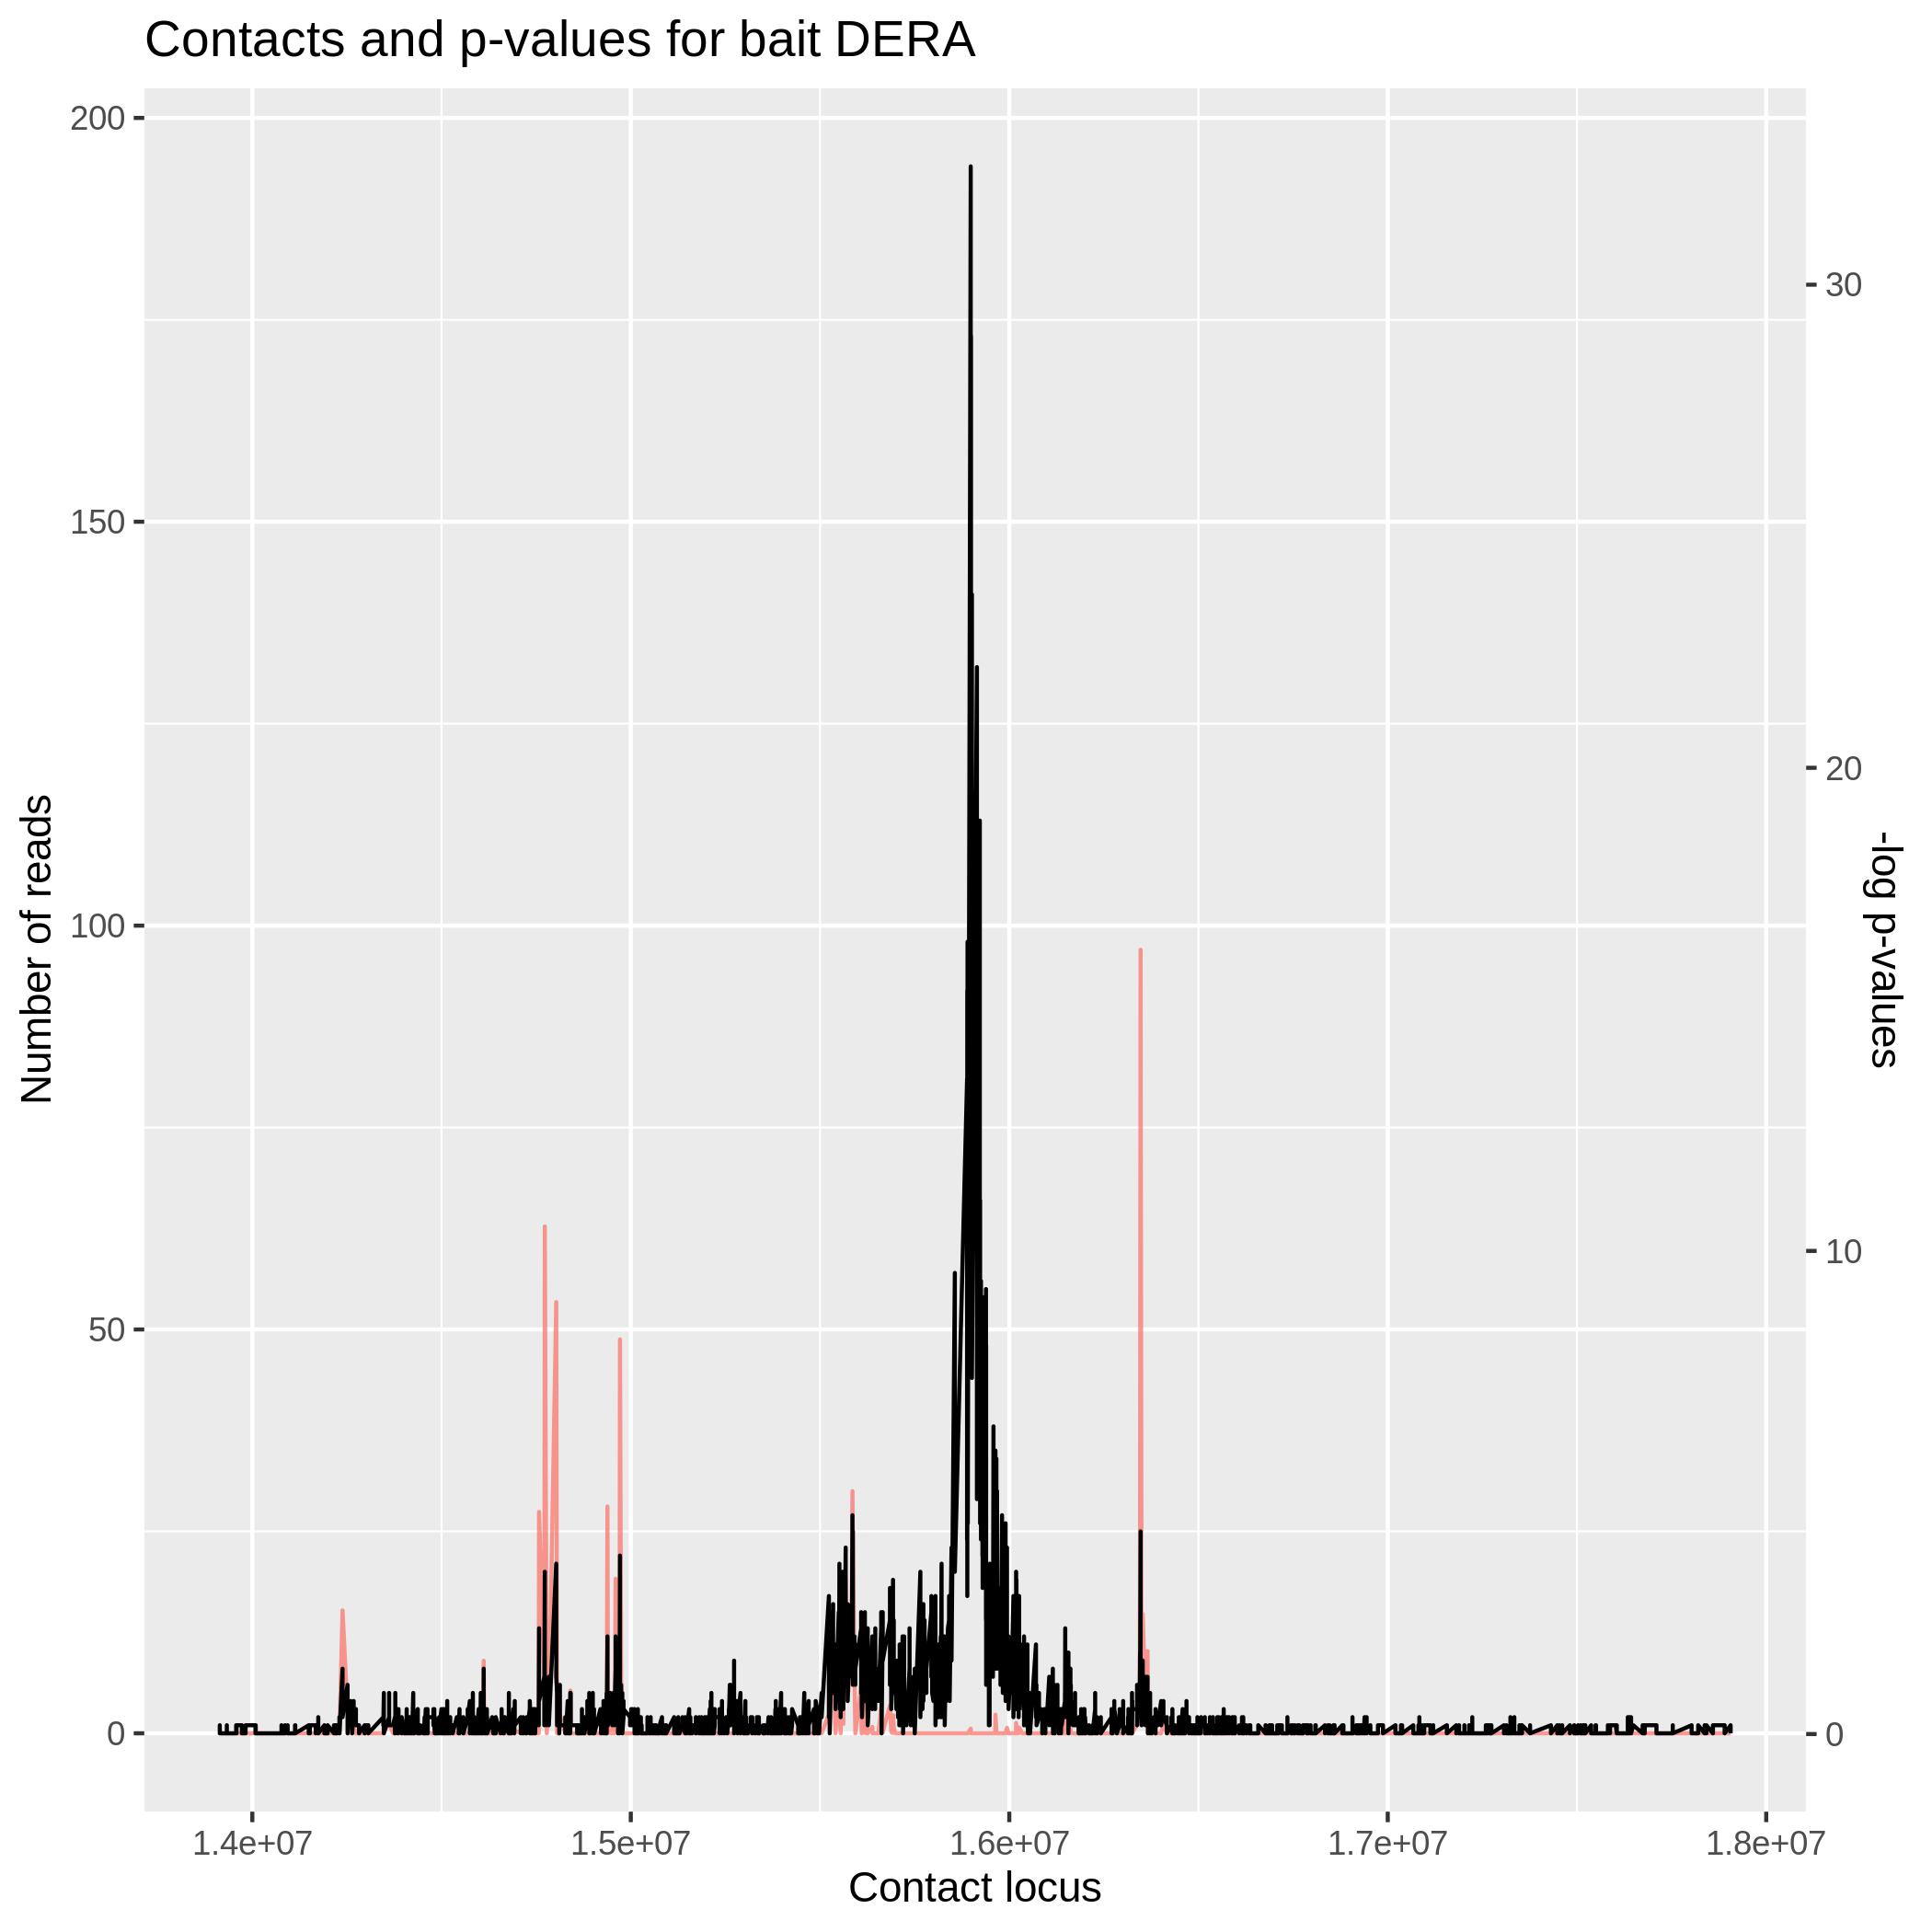 Contacts and p-values for bait DERA
200
150
100
50
0
30
20
10
0
Number of reads
-log p-values
1.4e+07 1.5e+07 1.6e+07 1.7e+07 1.8e+07
Contact locus